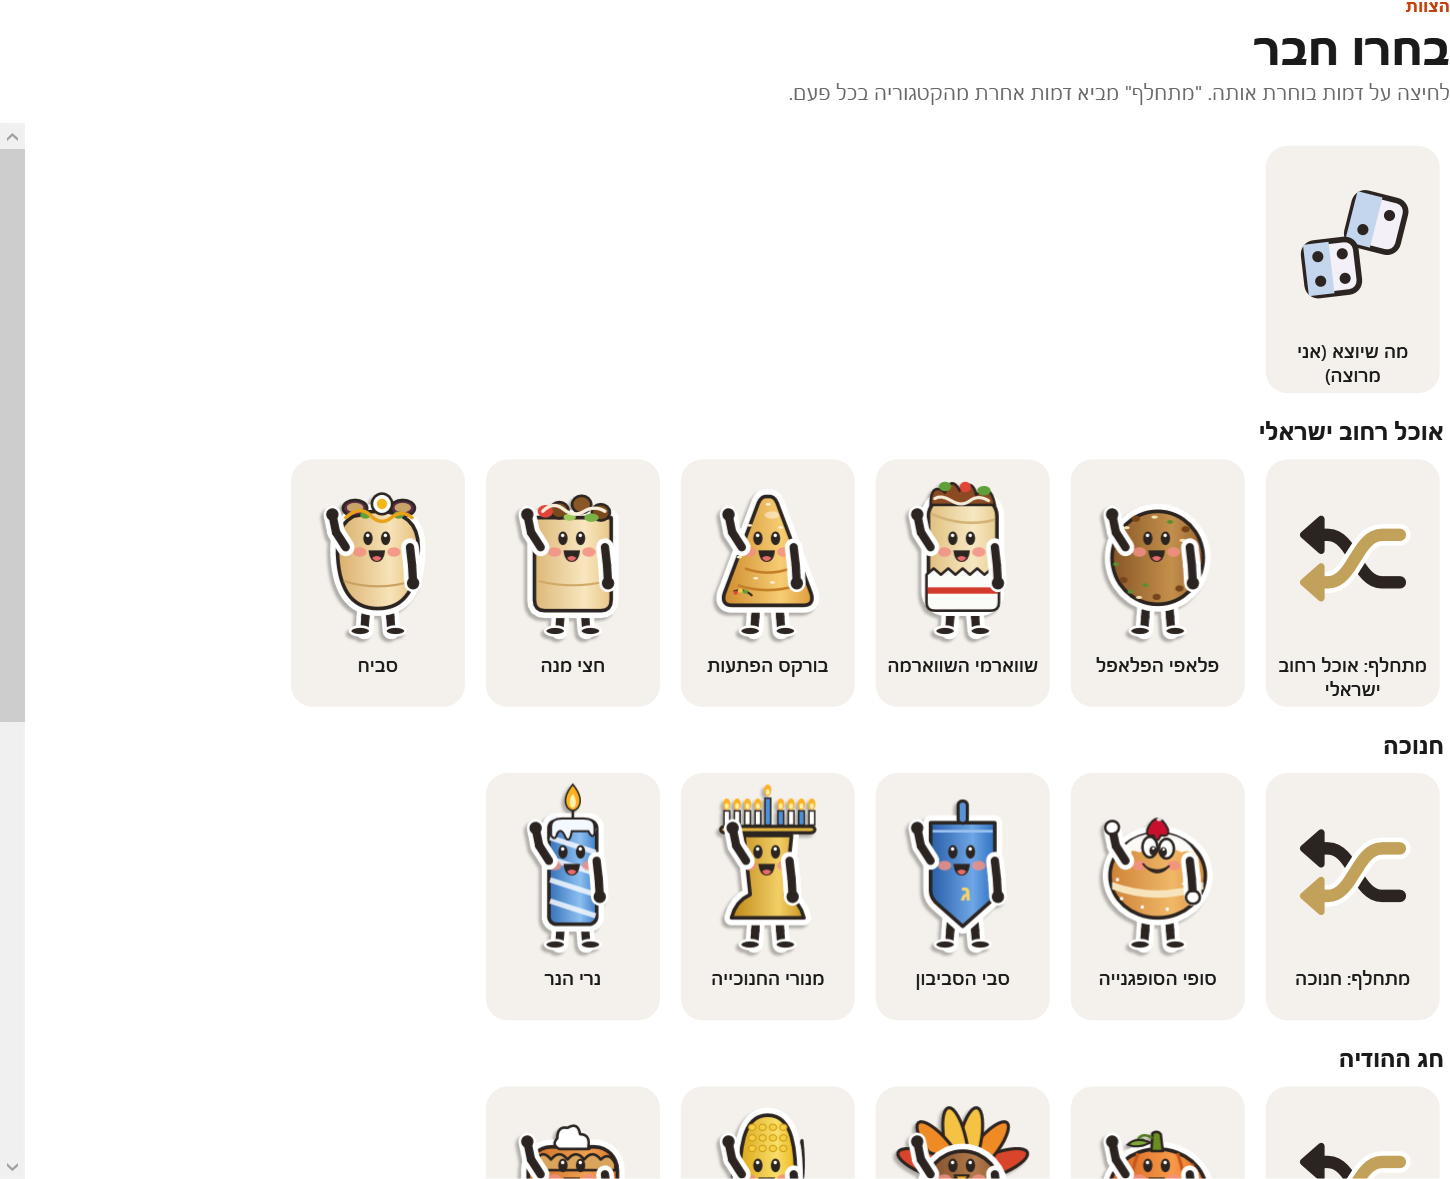 הצוות
בחרו חבר
לחיצה על דמות בוחרת אותה. "מתחלף" מביא דמות אחרת מהקטגוריה בכל פעם.
מה שיוצא (אני
מרוצה)
אוכל רחוב ישראלי
מתחלף: אוכל רחוב
ישראלי
פלאפי הפלאפל
שווארמי השווארמה
בורקס הפתעות
חצי מנה
סביח
חנוכה
ג
מתחלף: חנוכה
סופי הסופגנייה
סבי הסביבון
מנורי החנוכייה
נרי הנר
חג ההודיה